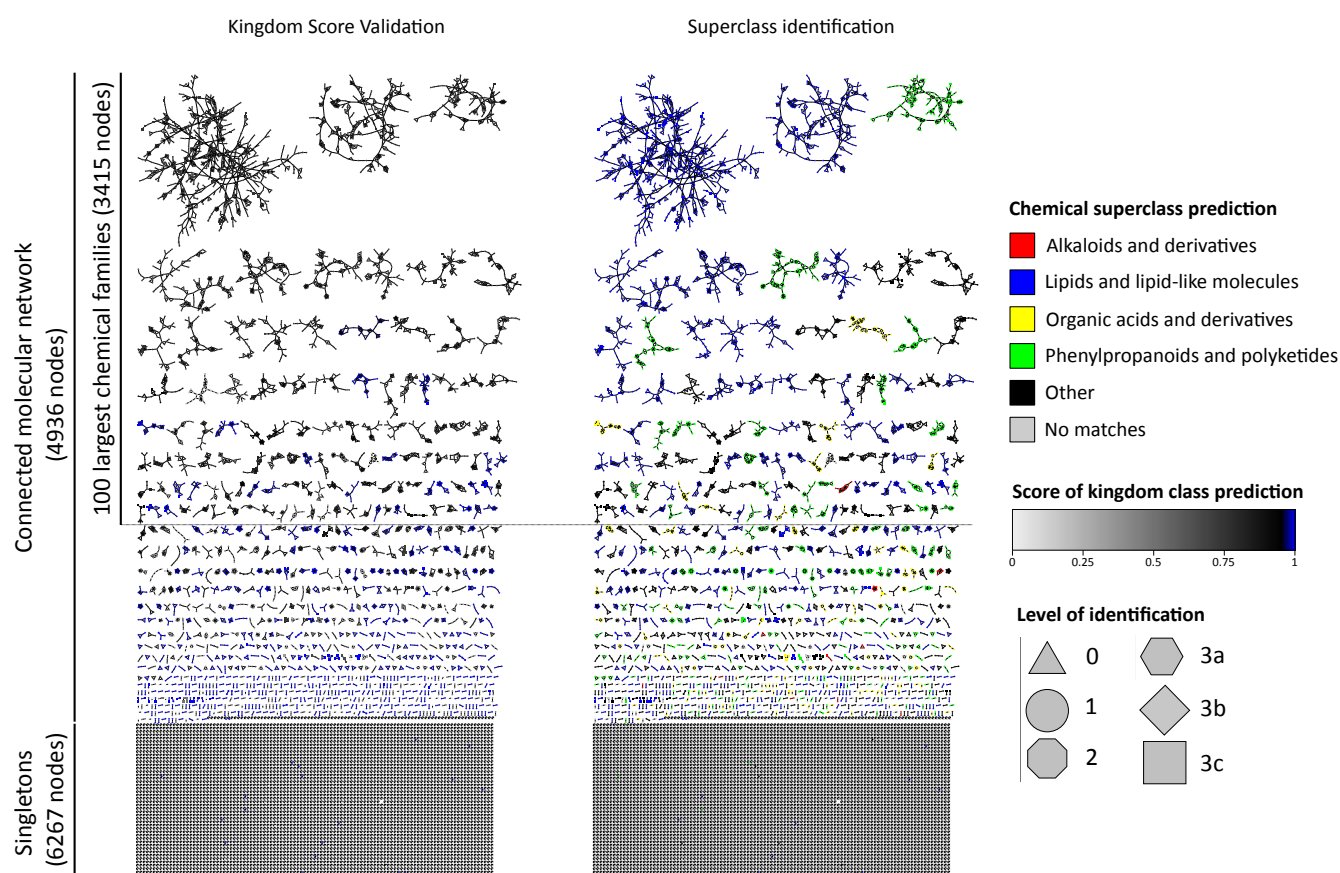 Kingdom Score Validation
Superclass identification
Connected molecular network
(4936 nodes)
100 largest chemical families (3415 nodes)
Singletons
(6267 nodes)
Chemical superclass prediction
Alkaloids and derivatives
Lipids and lipid-like molecules
Organic acids and derivatives
Phenylpropanoids and polyketides
Other
No matches
Score of kingdom class prediction
0 0.25 0.5 0.75 1
Level of identification
0 3a
1 3b
2 3c